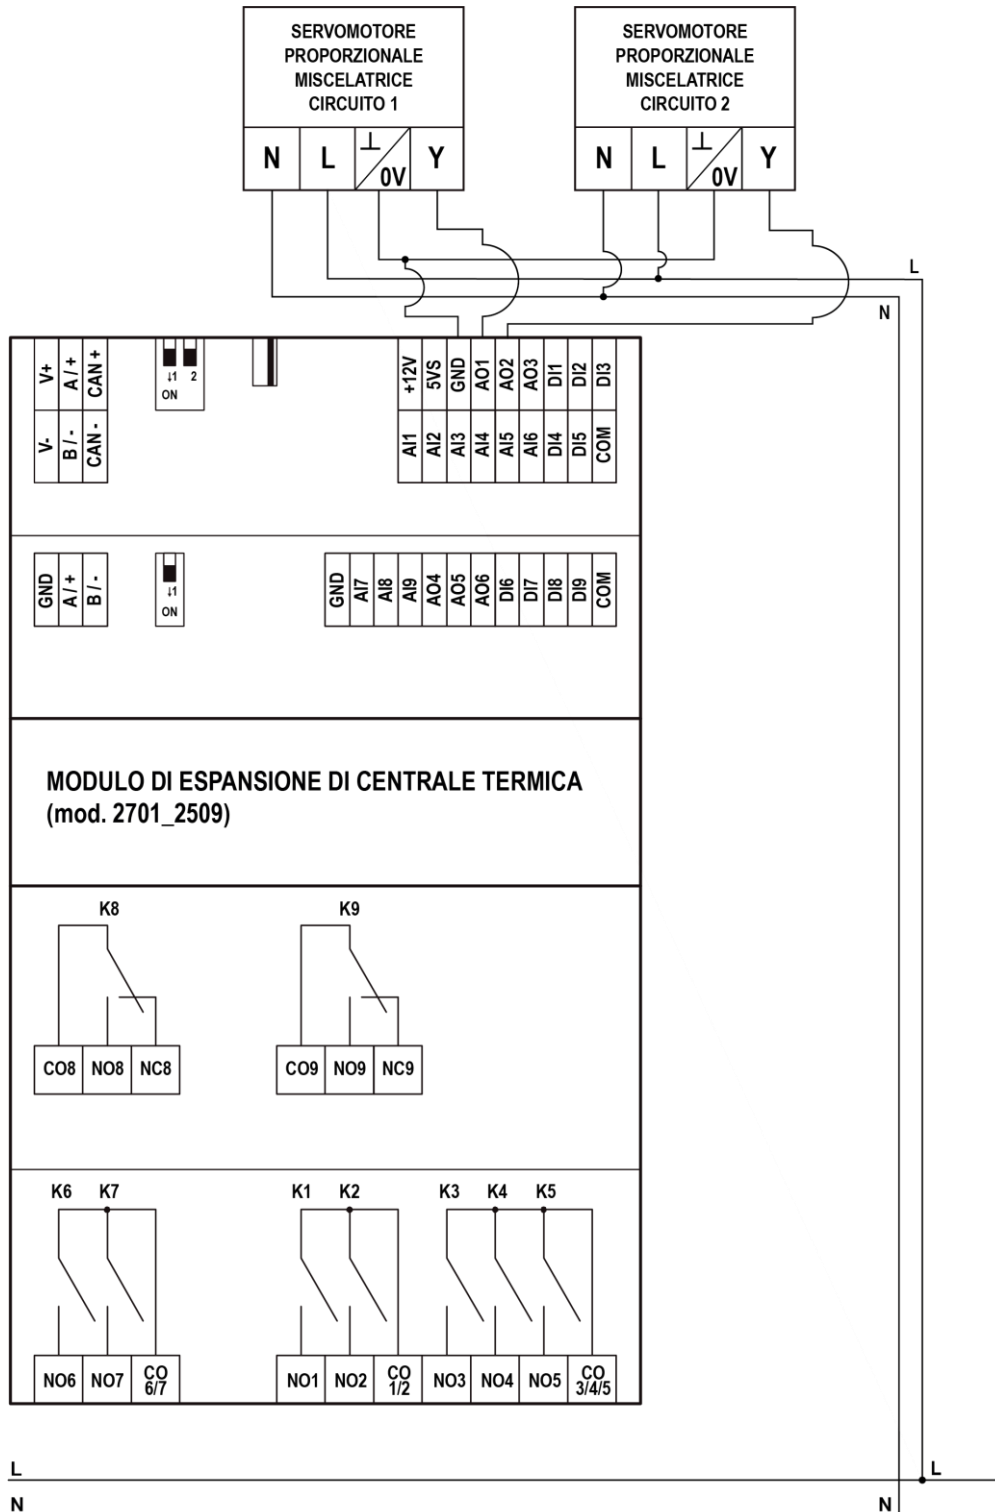 SERVOMOTORE
PROPORZIONALE
MISCELATRICE
CIRCUITO 1
N L ⊥/0V Y
SERVOMOTORE
PROPORZIONALE
MISCELATRICE
CIRCUITO 2
N L ⊥/0V Y
L
N
V+ A/+ CAN+
V- B/- CAN-
↓1 2
ON
+12V 5VS GND AO1 AO2 AO3 DI1 DI2 DI3
AI1 AI2 AI3 AI4 AI5 AI6 DI4 DI5 COM
GND A/+ B/-
↓1
ON
GND AI7 AI8 AI9 AO4 AO5 AO6 DI6 DI7 DI8 DI9 COM
MODULO DI ESPANSIONE DI CENTRALE TERMICA
(mod. 2701_2509)
K8 K9
CO8 NO8 NC8
CO9 NO9 NC9
K6 K7 K1 K2 K3 K4 K5
NO6 NO7 CO 6/7
NO1 NO2 CO 1/2 NO3 NO4 NO5 CO 3/4/5
L L
N N